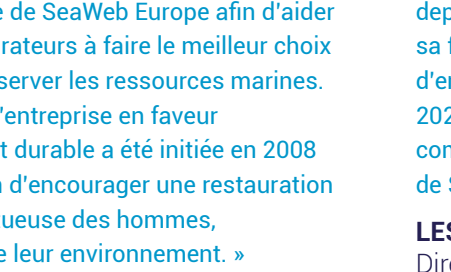 de SeaWeb Europe afin d'aider
rateurs à faire le meilleur choix
server les ressources marines.
'entreprise en faveur
t durable a été initiée en 2008
d'encourager une restauration
tueuse des hommes,
e leur environnement. »
dep
sa f
d'en
202
con
de S
LES
Dire